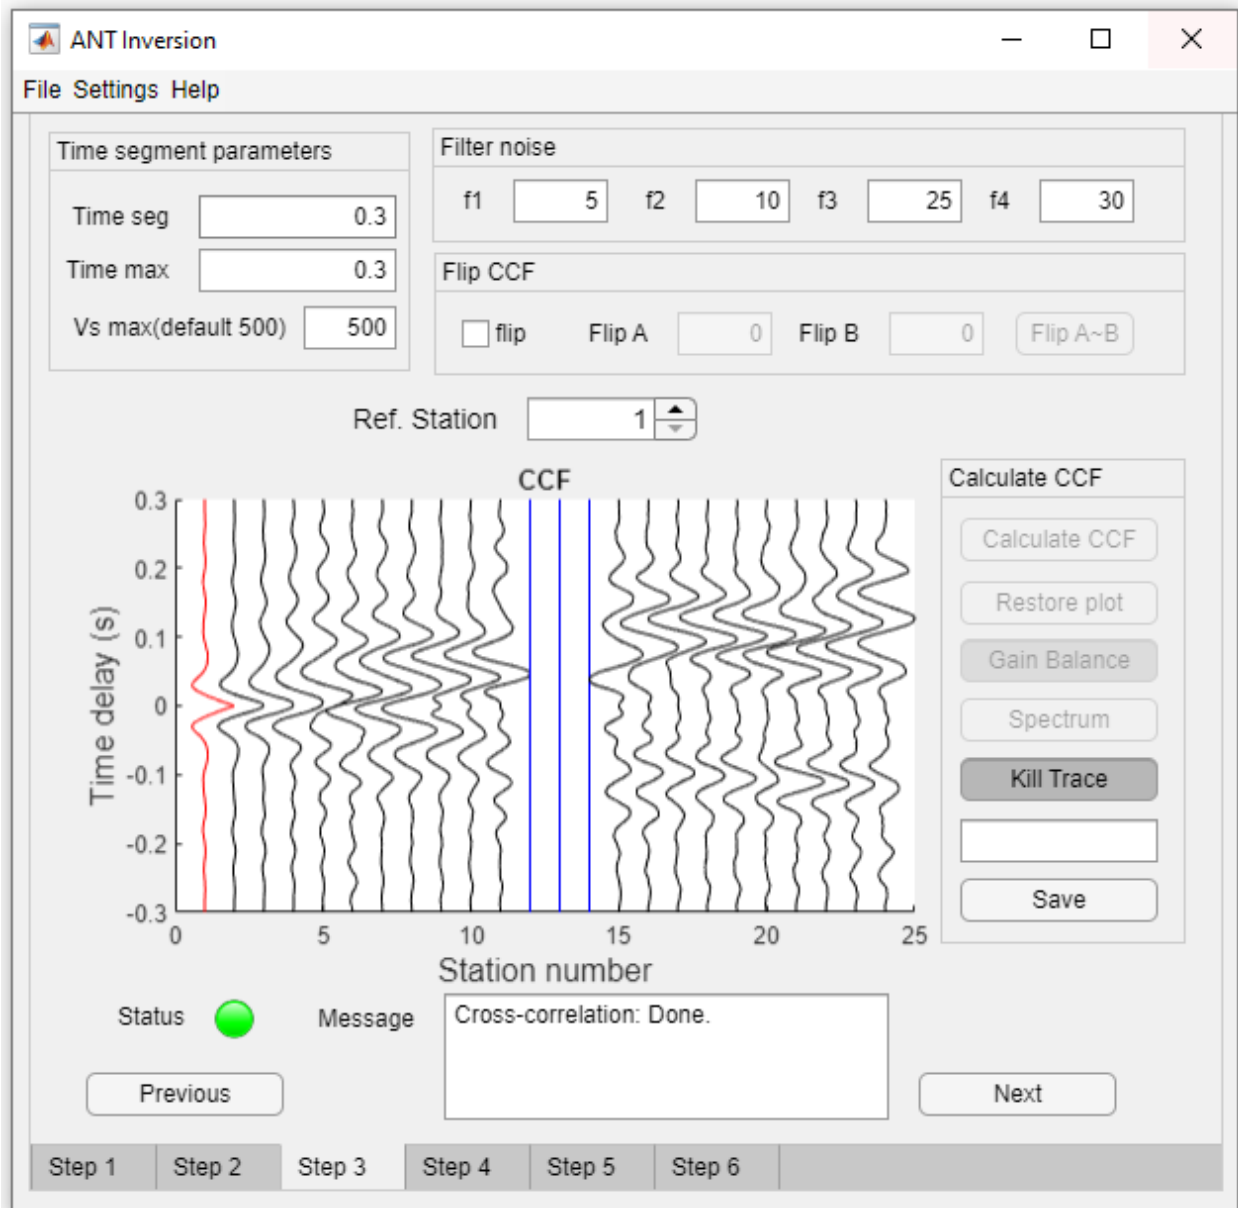 ANT Inversion
File Settings Help
Time segment parameters
Time seg 0.3
Time max 0.3
Vs max(default 500) 500
Filter noise
f1 5 f2 10 f3 25 f4 30
Flip CCF
flip Flip A 0 Flip B 0 Flip A~B
Ref. Station 1
CCF
Time delay (s)
0.3
0.2
0.1
0
-0.1
-0.2
-0.3
0 5 10 15 20 25
Station number
Calculate CCF
Calculate CCF
Restore plot
Gain Balance
Spectrum
Kill Trace
Save
Status Message Cross-correlation: Done.
Previous Next
Step 1 Step 2 Step 3 Step 4 Step 5 Step 6